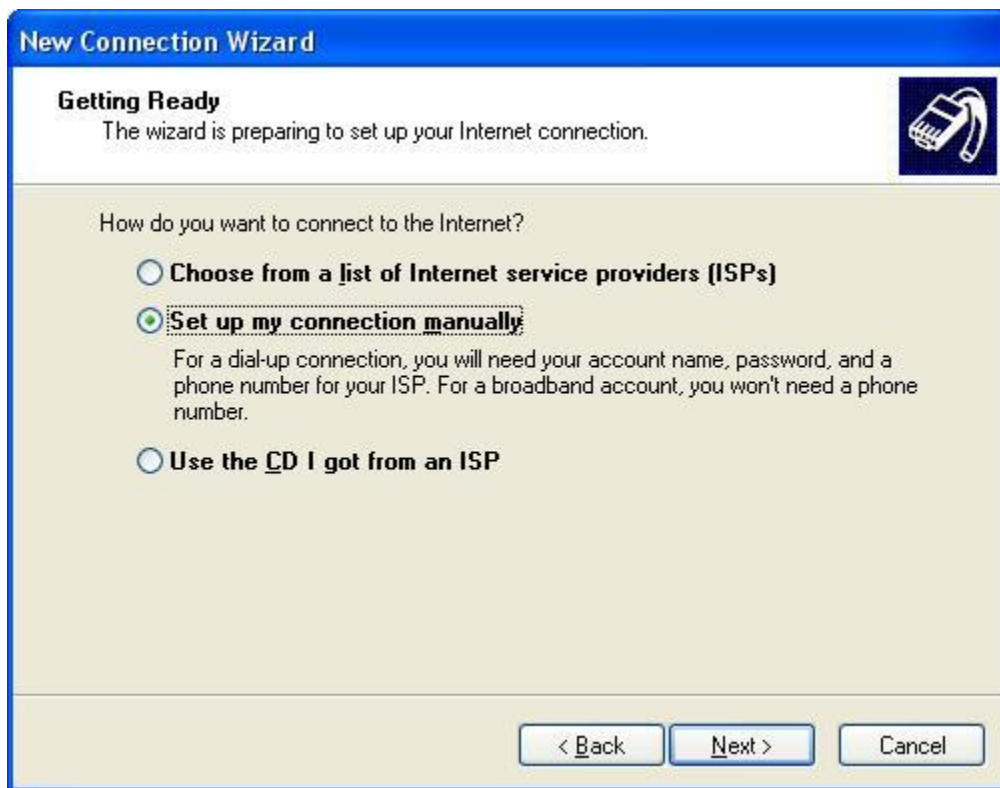 New Connection Wizard
Getting Ready
The wizard is preparing to set up your Internet connection.
How do you want to connect to the Internet?
Choose from a list of Internet service providers (ISPs)
Set up my connection manually
For a dial-up connection, you will need your account name, password, and a
phone number for your ISP. For a broadband account, you won't need a phone
number.
Use the CD I got from an ISP
< Back
Next >
Cancel